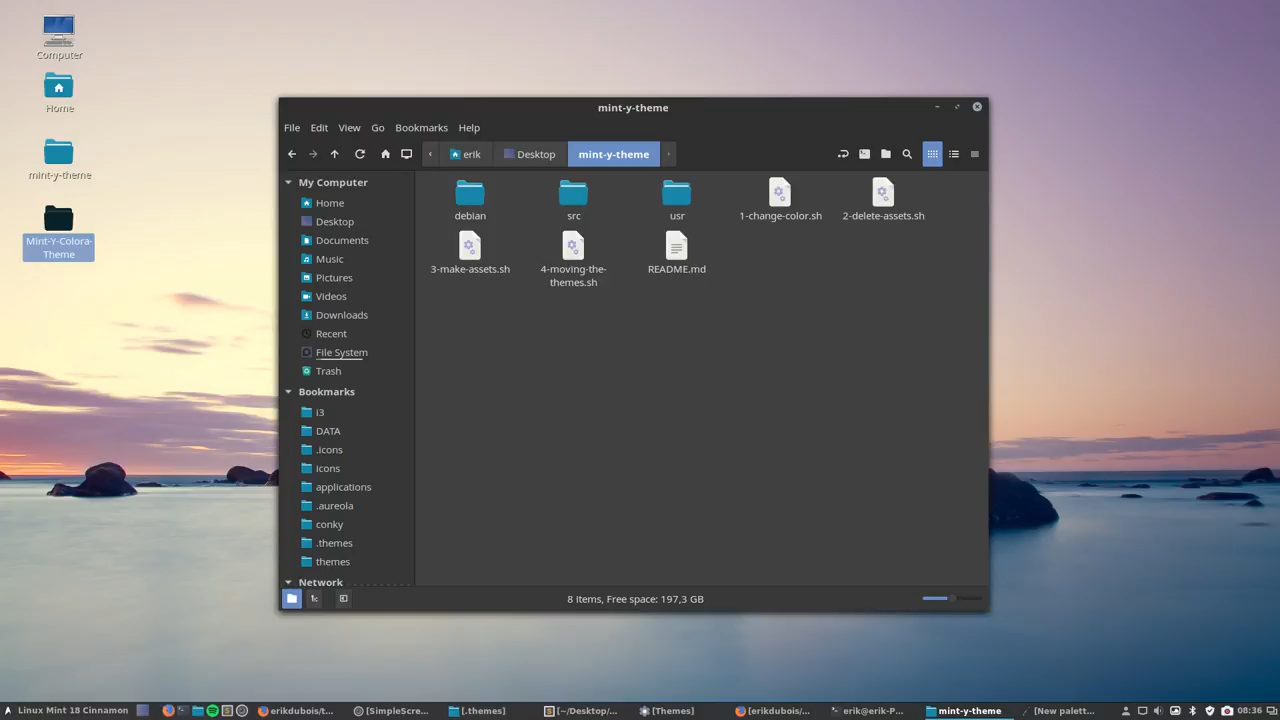 Computer
Home
mint-y-theme
Mint-Y-Colora-
Theme
mint-y-theme
File Edit View Go Bookmarks Help
erik Desktop mint-y-theme
My Computer
Home
Desktop
Documents
Music
Pictures
Videos
Downloads
Recent
File System
Trash
Bookmarks
i3
DATA
.icons
icons
applications
.aureola
conky
.themes
themes
Network
debian src usr 1-change-color.sh 2-delete-assets.sh
3-make-assets.sh 4-moving-the-
themes.sh README.md
8 Items, Free space: 197,3 GB
Linux Mint 18 Cinnamon erikdubois/t... [SimpleScre... [.themes] [~/Desktop/... [Themes] [erikdubois/... erik@erik-P... mint-y-theme [New palett... 08:36